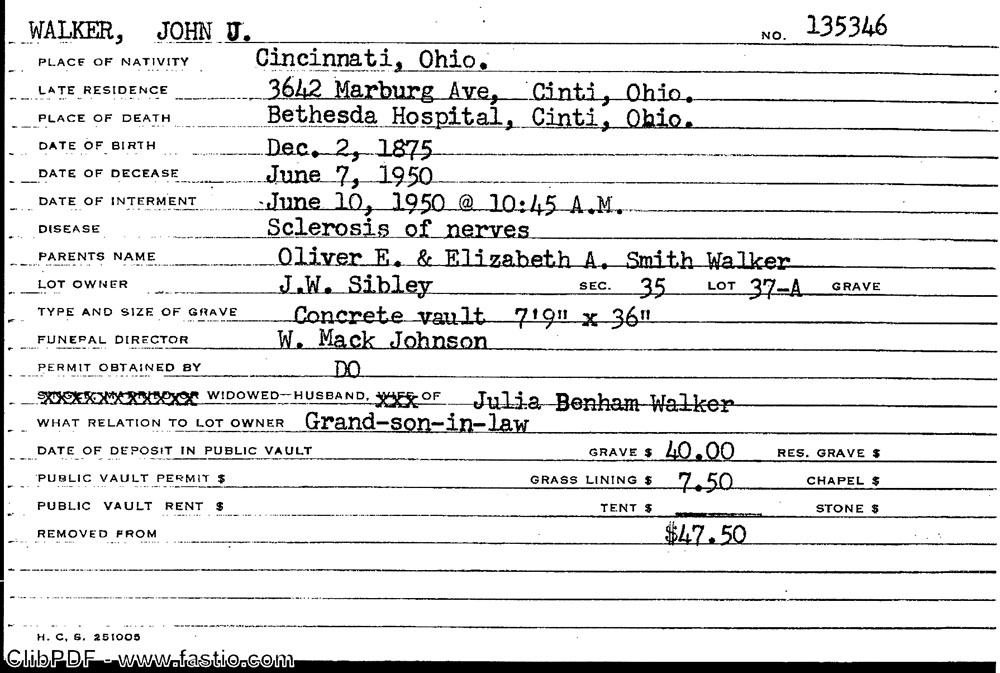 WALKER, JOHN U. NO. 135346
PLACE OF NATIVITY Cincinnati, Ohio.
LATE RESIDENCE 3642 Marburg Ave, Cinti, Ohio.
PLACE OF DEATH Bethesda Hospital, Cinti, Ohio.
DATE OF BIRTH Dec. 2, 1875
DATE OF DECEASE June 7, 1950
DATE OF INTERMENT June 10, 1950 @ 10:45 A.M.
DISEASE Sclerosis of nerves
PARENTS NAME Oliver E. & Elizabeth A. Smith Walker
LOT OWNER J.W. Sibley SEC. 35 LOT 37-A GRAVE
TYPE AND SIZE OF GRAVE Concrete vault 7'9" x 36"
FUNERAL DIRECTOR W. Mack Johnson
PERMIT OBTAINED BY DO
WIDOWED—HUSBAND, WIFE OF Julia Benham Walker
WHAT RELATION TO LOT OWNER Grand-son-in-law
DATE OF DEPOSIT IN PUBLIC VAULT GRAVE $ 40.00 RES. GRAVE $
PUBLIC VAULT PERMIT $ GRASS LINING $ 7.50 CHAPEL $
PUBLIC VAULT RENT $ TENT $ STONE $
REMOVED FROM $47.50
H. C. S. 251005
ClibPDF - www.fastio.com